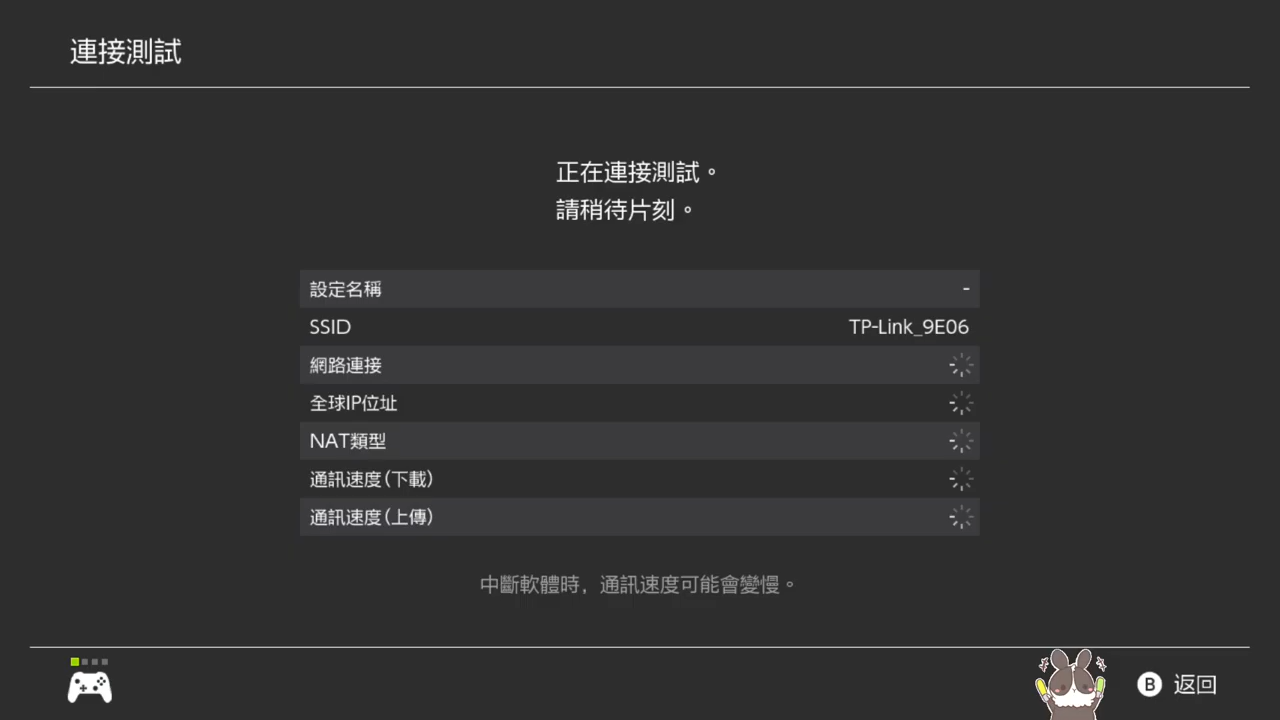 連接測試
正在連接測試。
請稍待片刻。
設定名稱 -
SSID TP-Link_9E06
網路連接
全球IP位址
NAT類型
通訊速度(下載)
通訊速度(上傳)
中斷軟體時，通訊速度可能會變慢。
B 返回